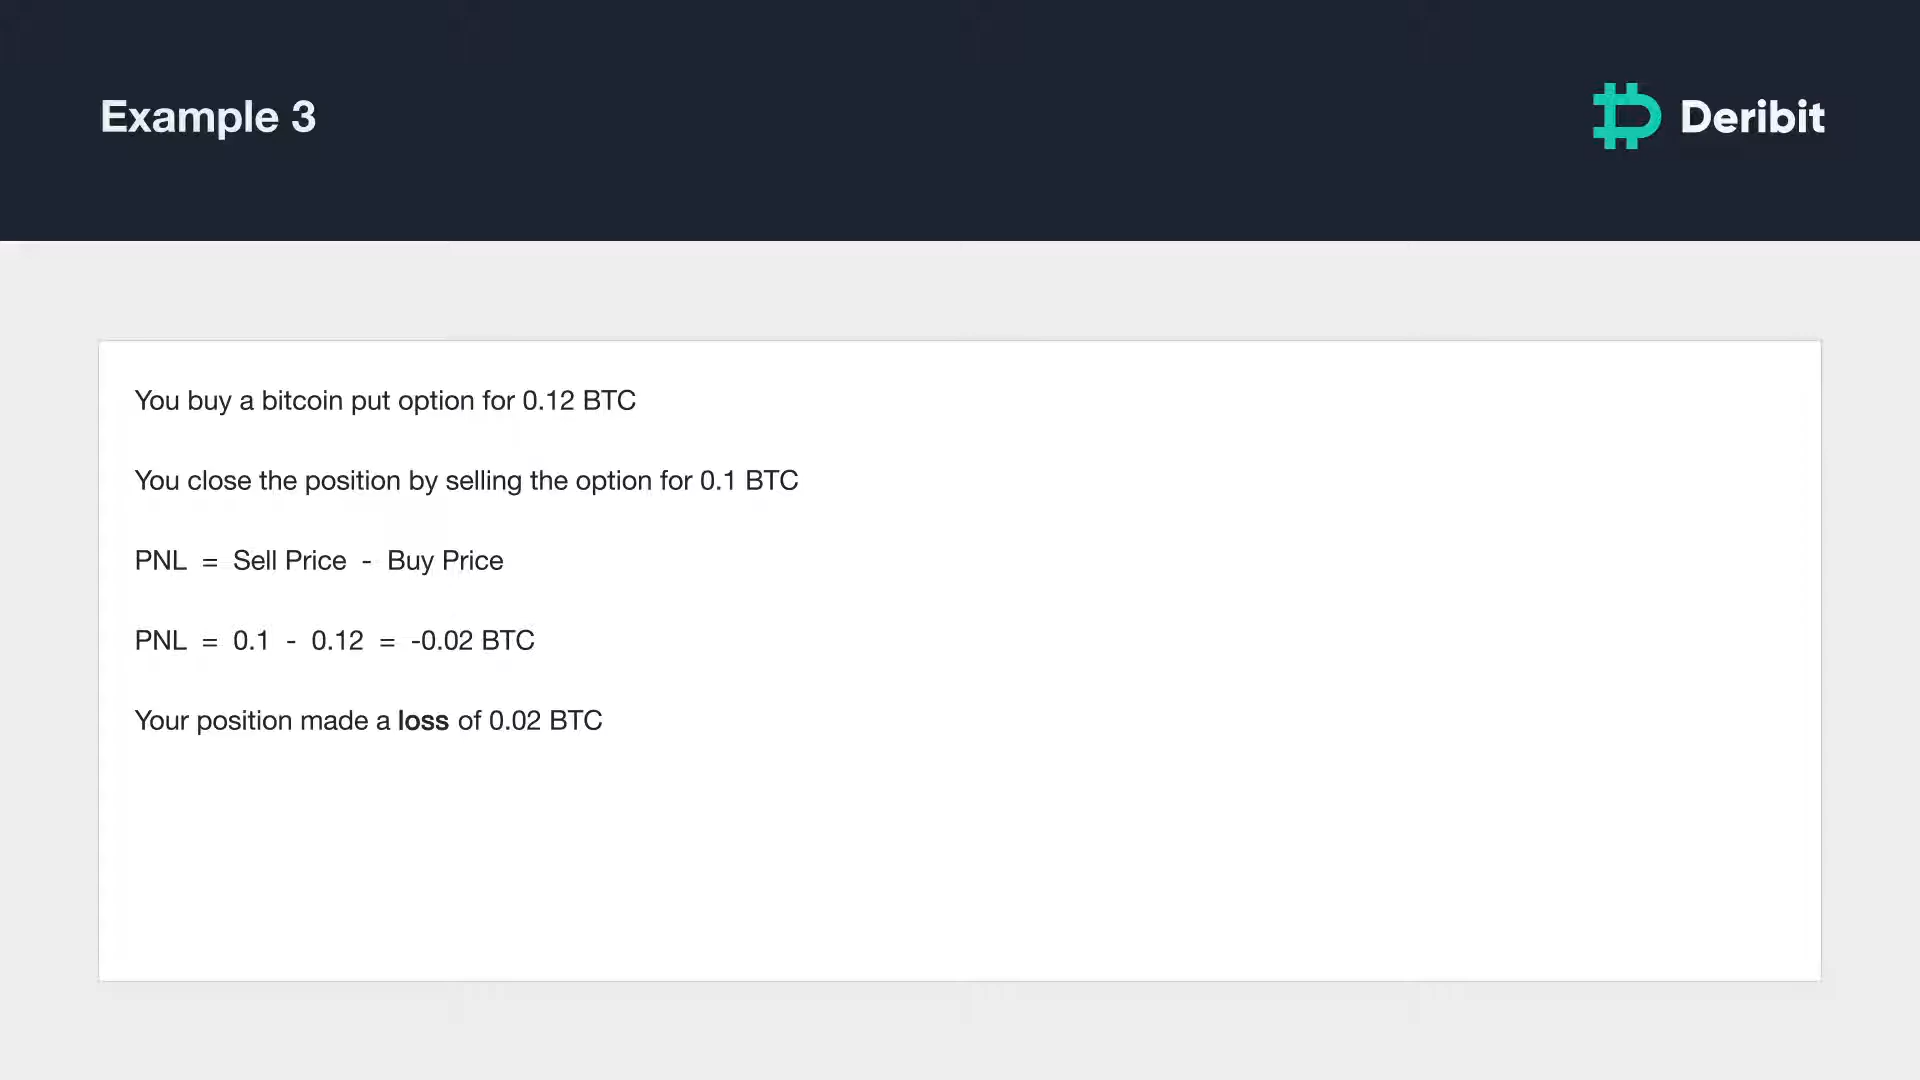 Example 3
Deribit
You buy a bitcoin put option for 0.12 BTC
You close the position by selling the option for 0.1 BTC
PNL = Sell Price - Buy Price
PNL = 0.1 - 0.12 = -0.02 BTC
Your position made a loss of 0.02 BTC